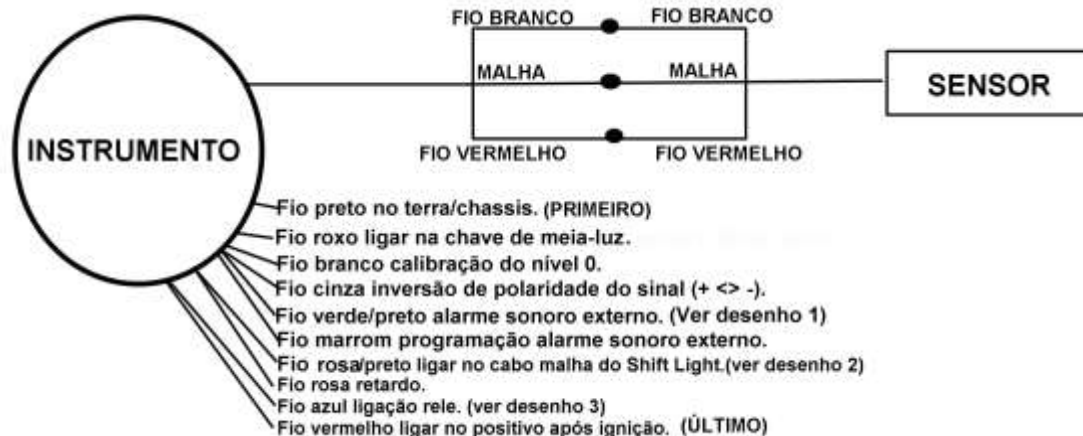 FIO BRANCO FIO BRANCO
MALHA MALHA
SENSOR
INSTRUMENTO
FIO VERMELHO FIO VERMELHO
Fio preto no terra/chassis. (PRIMEIRO)
Fio roxo ligar na chave de meia-luz.
Fio branco calibração do nível 0.
Fio cinza inversão de polaridade do sinal (+ <> -).
Fio verde/preto alarme sonoro externo. (Ver desenho 1)
Fio marrom programação alarme sonoro externo.
Fio rosa/preto ligar no cabo malha do Shift Light.(ver desenho 2)
Fio rosa retardo.
Fio azul ligação rele. (ver desenho 3)
Fio vermelho ligar no positivo após ignição. (ÚLTIMO)